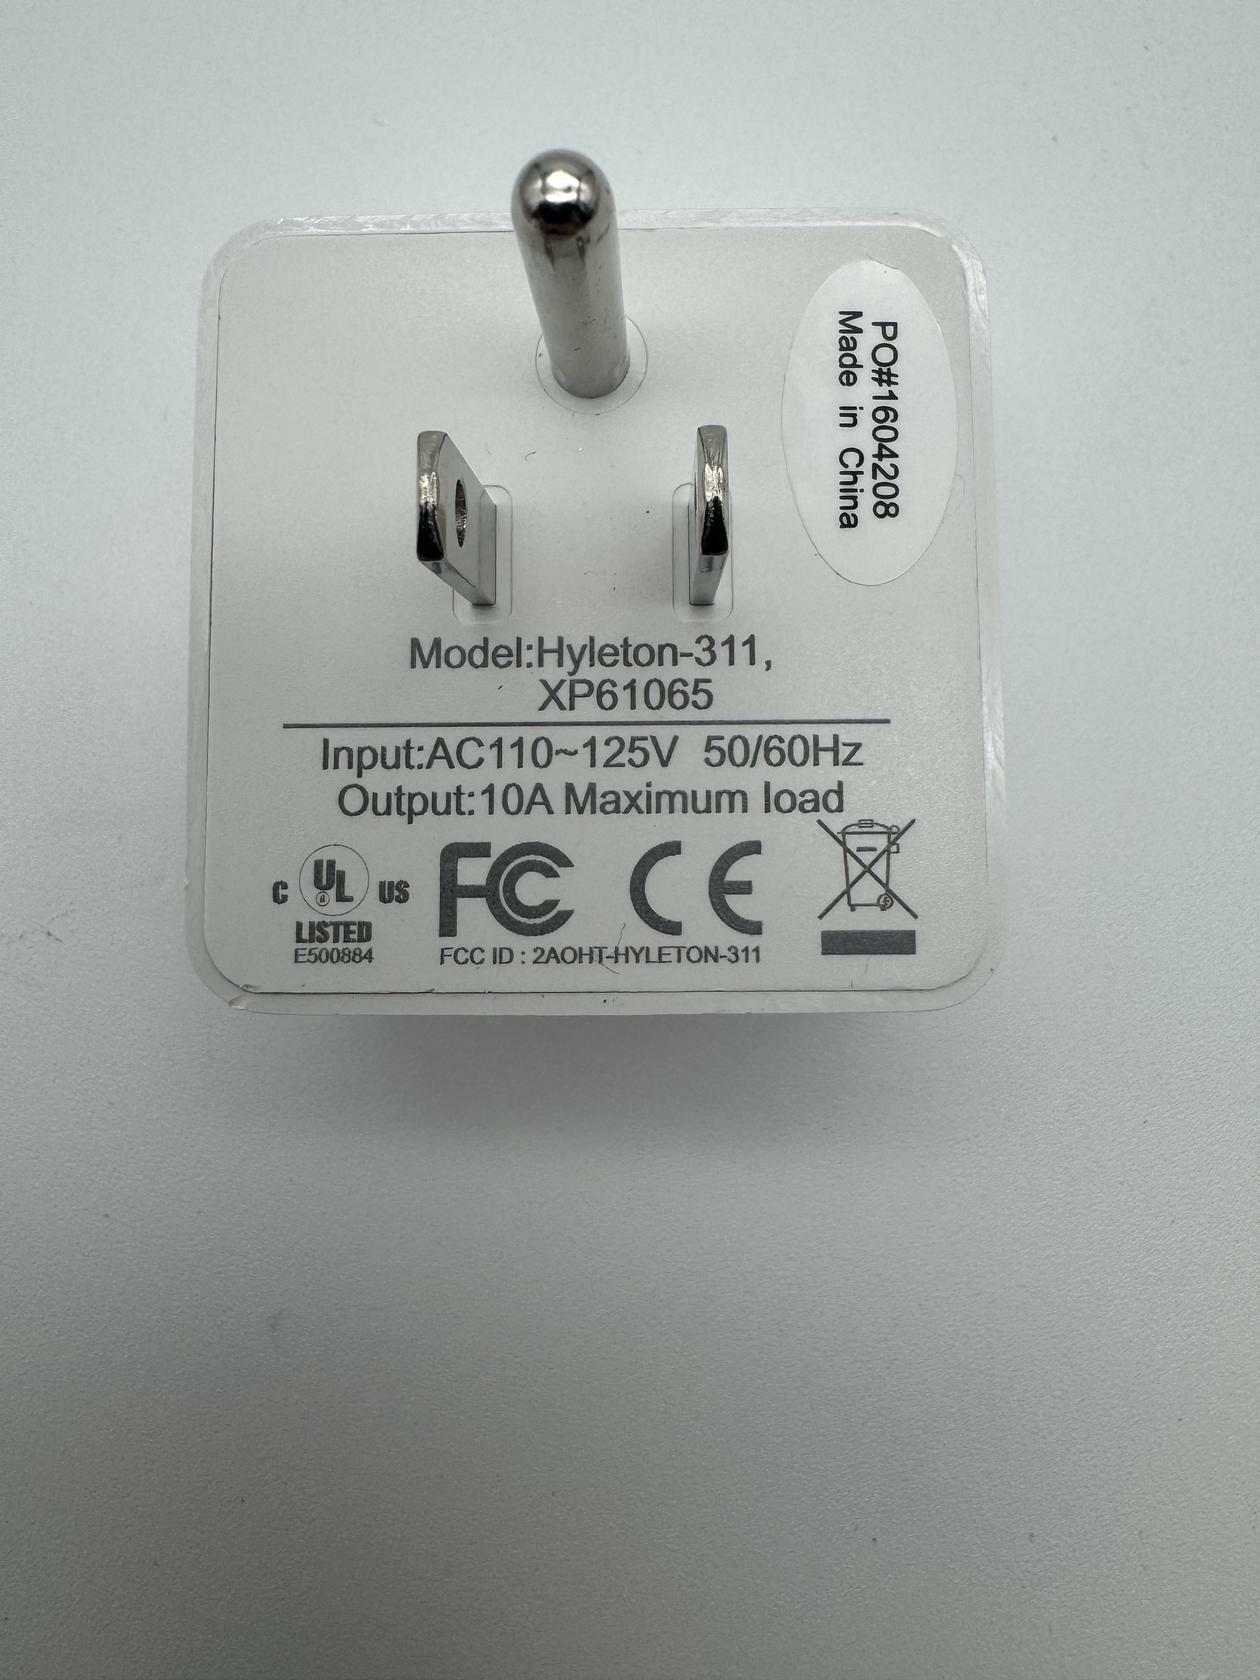 PO#1604208
Made in China
Model:Hyleton-311,
XP61065
Input:AC110~125V 50/60Hz
Output:10A Maximum load
C UL US
LISTED
E500884
FC CE
FCC ID : 2AOHT-HYLETON-311